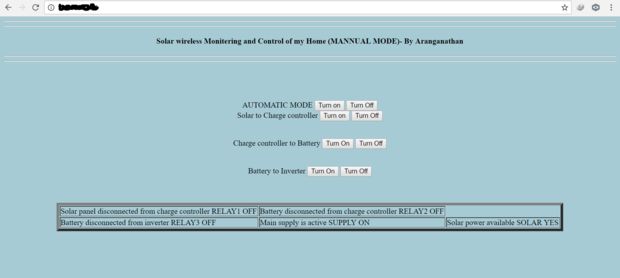 Solar wireless Monitering and Control of my Home (MANNUAL MODE)- By Aranganathan
AUTOMATIC MODE Turn on Turn Off
Solar to Charge controller Turn on Turn Off
Charge controller to Battery Turn On Turn Off
Battery to Inverter Turn On Turn Off
Solar panel disconnected from charge controller RELAY1 OFF Battery disconnected from charge controller RELAY2 OFF
Battery disconnected from inverter RELAY3 OFF Main supply is active SUPPLY ON Solar power available SOLAR YES